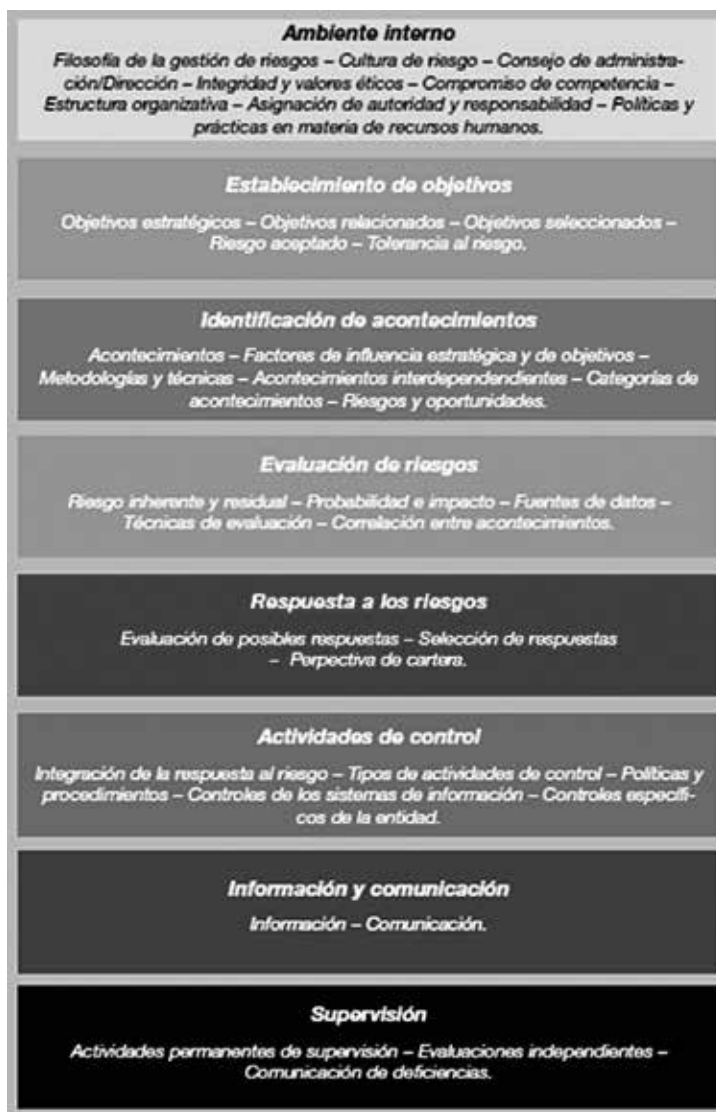 Ambiente interno
Filosofía de la gestión de riesgos – Cultura de riesgo – Consejo de administra-
ción/Dirección – Integridad y valores éticos – Compromiso de competencia –
Estructura organizativa – Asignación de autoridad y responsabilidad – Políticas y
prácticas en materia de recursos humanos.
Establecimiento de objetivos
Objetivos estratégicos – Objetivos relacionados – Objetivos seleccionados –
Riesgo aceptado – Tolerancia al riesgo.
Identificación de acontecimientos
Acontecimientos – Factores de influencia estratégica y de objetivos –
Metodologías y técnicas – Acontecimientos interdependendientes – Categorías de
acontecimientos – Riesgos y oportunidades.
Evaluación de riesgos
Riesgo inherente y residual – Probabilidad e impacto – Fuentes de datos –
Técnicas de evaluación – Correlación entre acontecimientos.
Respuesta a los riesgos
Evaluación de posibles respuestas – Selección de respuestas
– Perpectiva de cartera.
Actividades de control
Integración de la respuesta al riesgo – Tipos de actividades de control – Políticas y
procedimientos – Controles de los sistemas de información – Controles específi-
cos de la entidad.
Información y comunicación
Información – Comunicación.
Supervisión
Actividades permanentes de supervisión – Evaluaciones independientes –
Comunicación de deficiencias.